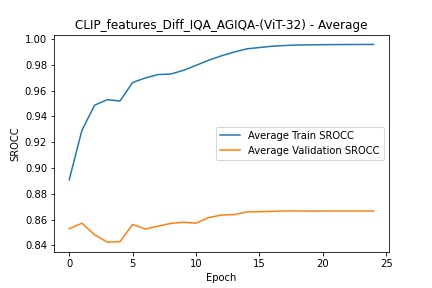 CLIP_features_Diff_IQA_AGIQA-(ViT-32) - Average
1.00
0.98
0.96
0.94
0.92
0.90
0.88
0.86
0.84
SROCC
Average Train SROCC
Average Validation SROCC
0 5 10 15 20 25
Epoch